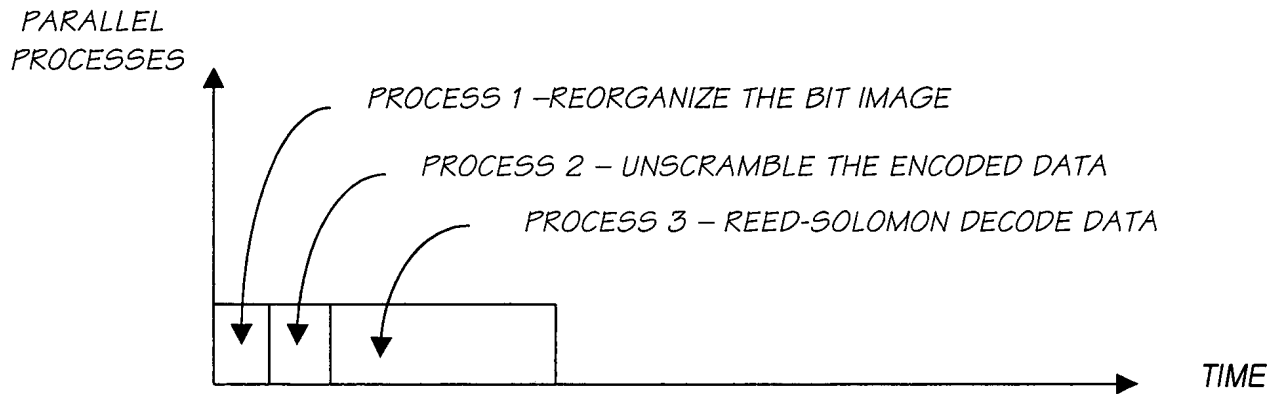 PARALLEL
PROCESSES
PROCESS 1 –REORGANIZE THE BIT IMAGE
PROCESS 2 – UNSCRAMBLE THE ENCODED DATA
PROCESS 3 – REED-SOLOMON DECODE DATA
TIME